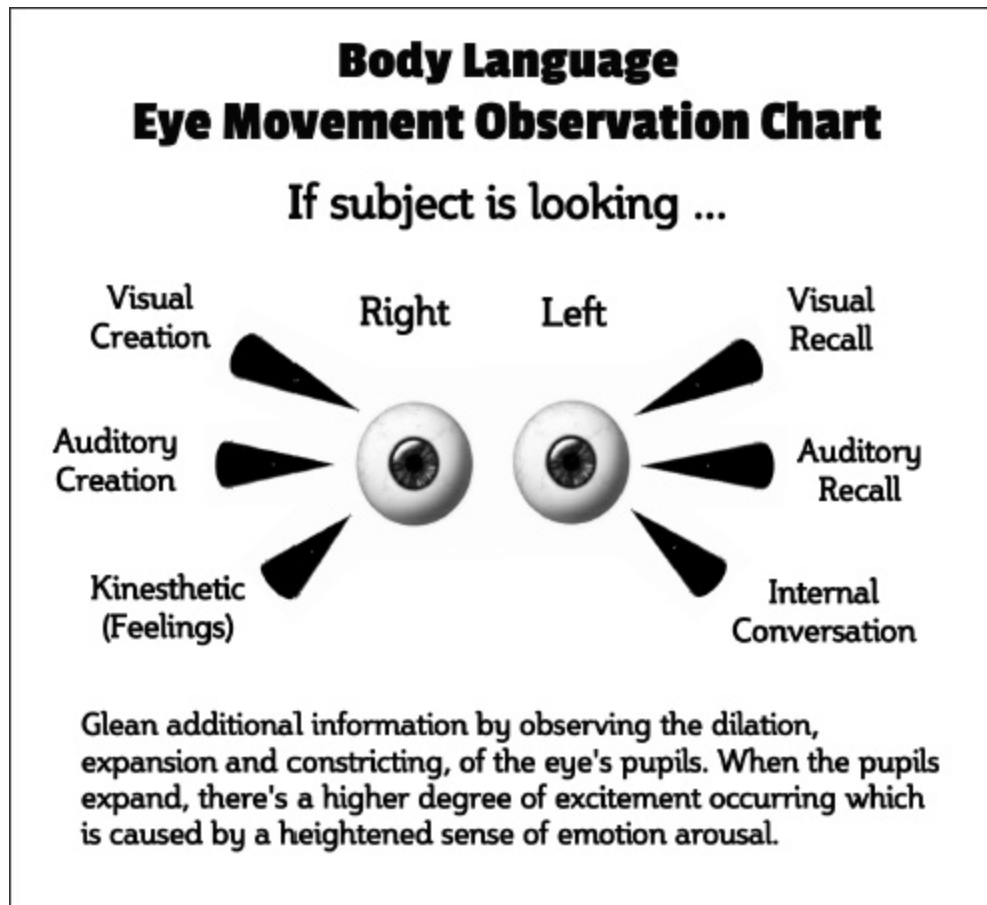 Body Language
Eye Movement Observation Chart
If subject is looking ...
Visual
Creation
Right
Left
Visual
Recall
Auditory
Creation
Auditory
Recall
Kinesthetic
(Feelings)
Internal
Conversation
Glean additional information by observing the dilation,
expansion and constricting, of the eye's pupils. When the pupils
expand, there's a higher degree of excitement occurring which
is caused by a heightened sense of emotion arousal.